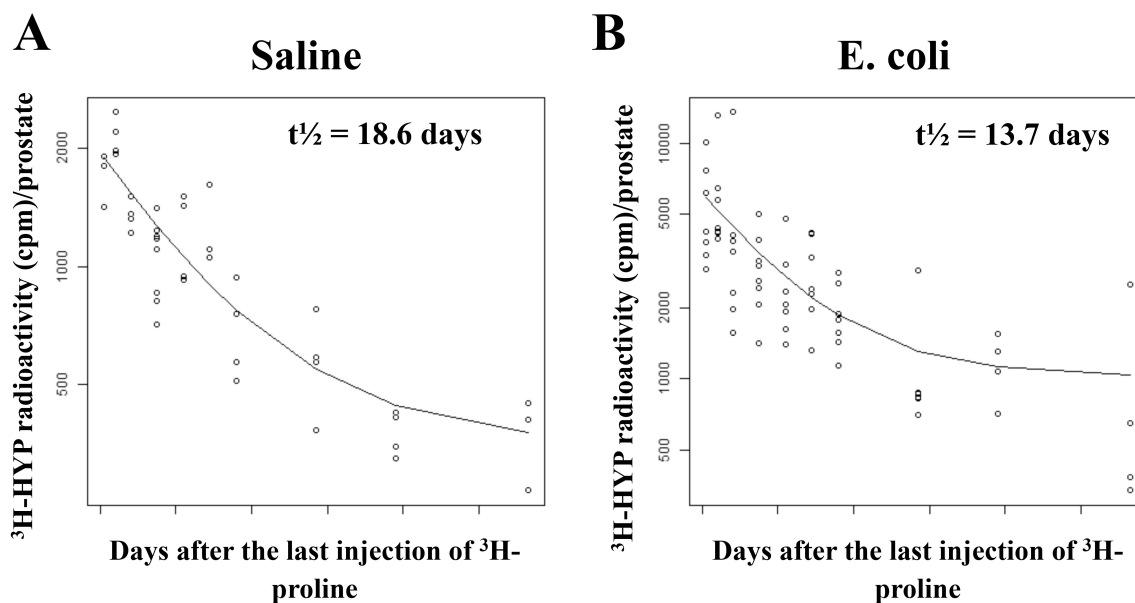 A
Saline
³H-HYP radioactivity (cpm)/prostate
2000
1000
500
t½ = 18.6 days
Days after the last injection of ³H-
proline
B
E. coli
³H-HYP radioactivity (cpm)/prostate
10000
5000
2000
1000
500
t½ = 13.7 days
Days after the last injection of ³H-
proline